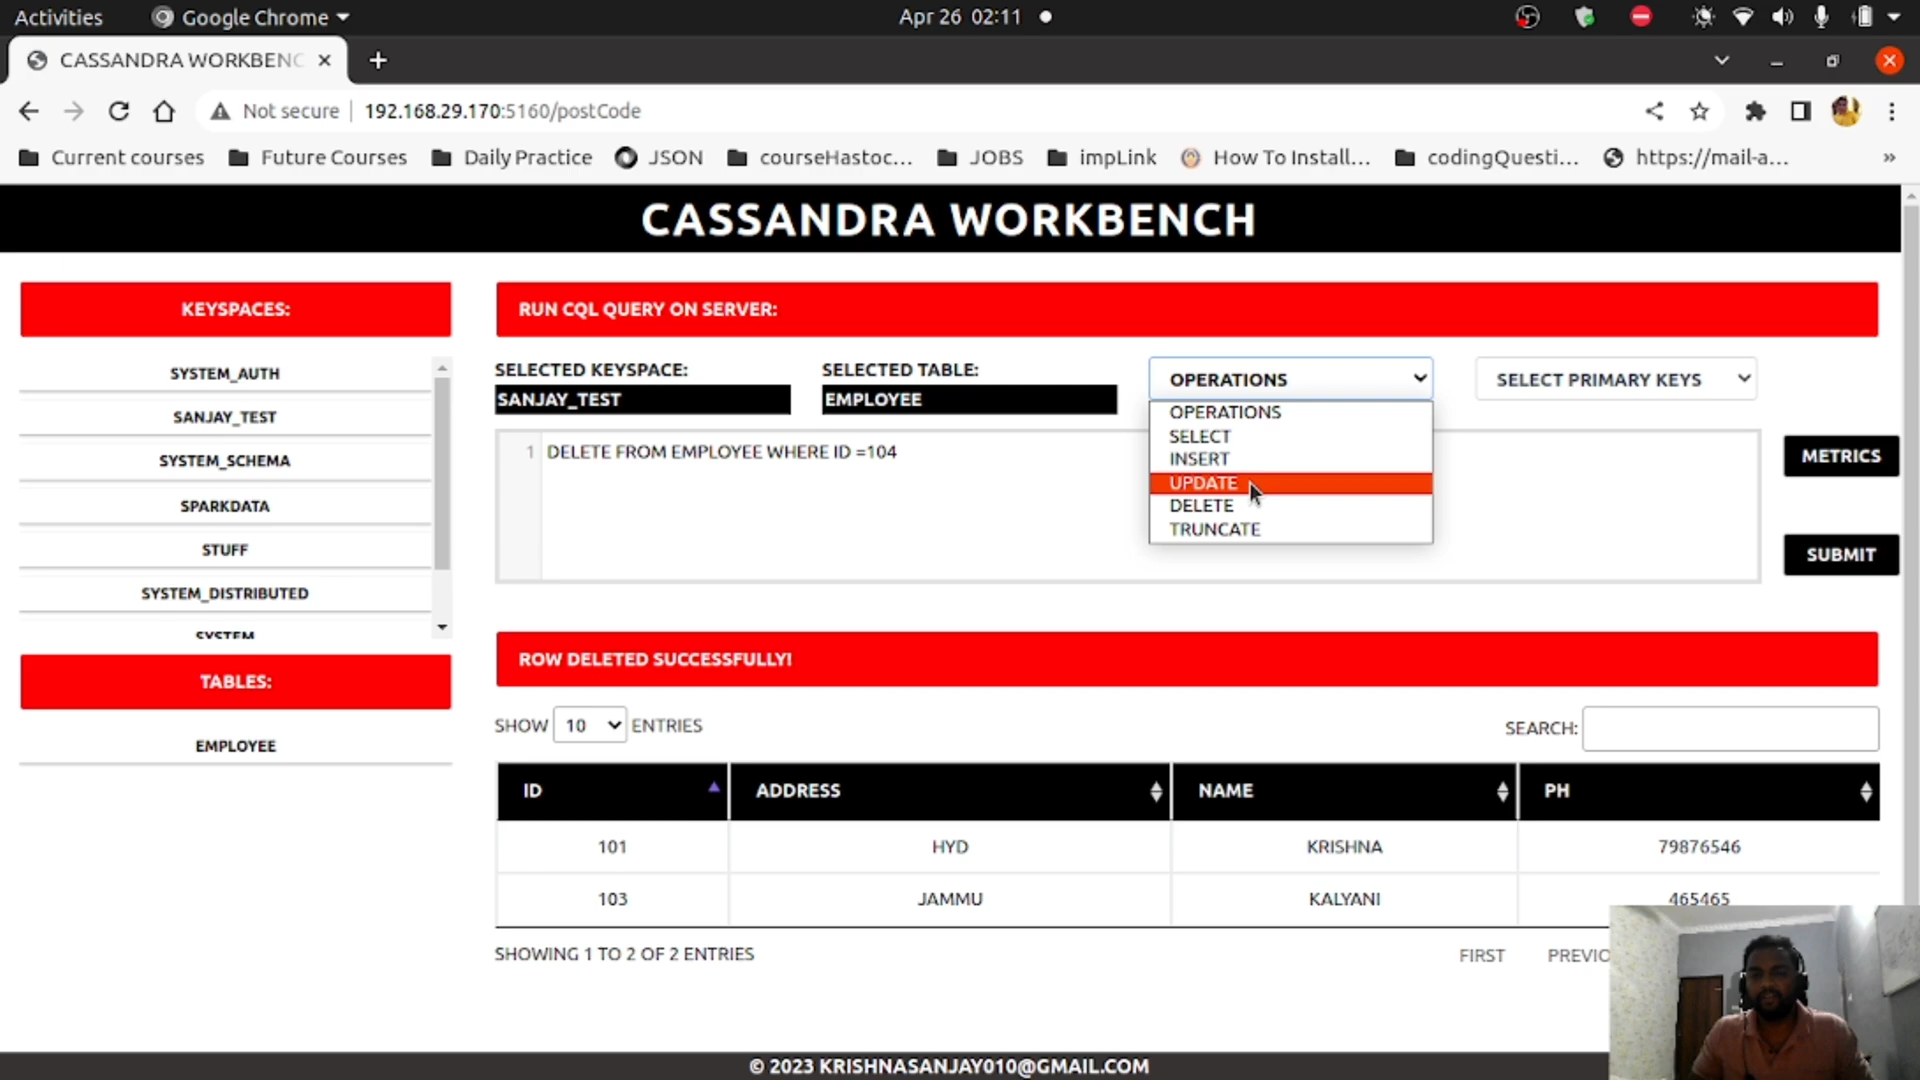 Activities
Google Chrome
Apr 26 02:11
CASSANDRA WORKBENC
Not secure
192.168.29.170:5160/postCode
Current courses
Future Courses
Daily Practice
JSON
courseHastoc...
JOBS
impLink
How To Install...
codingQuesti...
https://mail-a...
»
CASSANDRA WORKBENCH
KEYSPACES:
SYSTEM_AUTH
SANJAY_TEST
SYSTEM_SCHEMA
SPARKDATA
STUFF
SYSTEM_DISTRIBUTED
SYSTEM
TABLES:
EMPLOYEE
RUN CQL QUERY ON SERVER:
SELECTED KEYSPACE:
SANJAY_TEST
SELECTED TABLE:
EMPLOYEE
OPERATIONS
OPERATIONS
SELECT
INSERT
UPDATE
DELETE
TRUNCATE
SELECT PRIMARY KEYS
1 DELETE FROM EMPLOYEE WHERE ID =104
METRICS
SUBMIT
ROW DELETED SUCCESSFULLY!
SHOW 10 ENTRIES
SEARCH:
ID ADDRESS NAME PH
101 HYD KRISHNA 79876546
103 JAMMU KALYANI 465465
SHOWING 1 TO 2 OF 2 ENTRIES
FIRST PREVIO
© 2023 KRISHNASANJAY010@GMAIL.COM